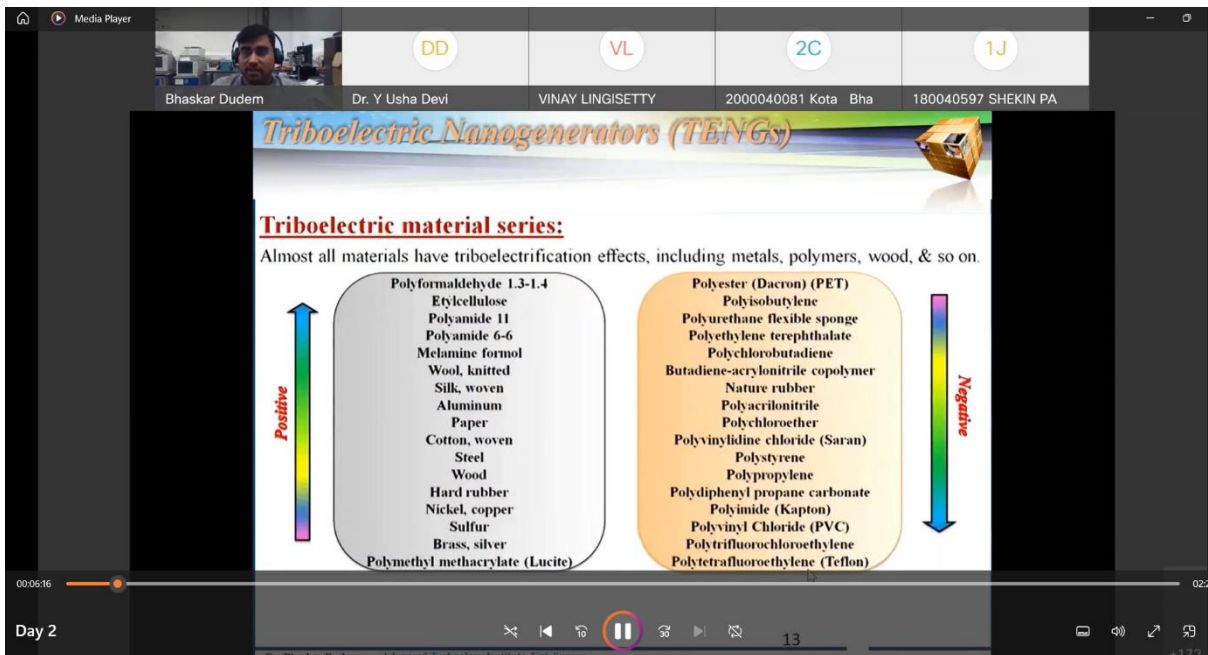 Media Player
DD
VL
2C
1J
Bhaskar Dudem
Dr. Y Usha Devi
VINAY LINGISETTY
2000040081 Kota Bha
180040597 SHEKIN PA
Triboelectric Nanogenerators (TENGs)
Triboelectric material series:
Almost all materials have triboelectrification effects, including metals, polymers, wood, & so on.
Positive
Polyformaldehyde 1.3-1.4
Etylcellulose
Polyamide 11
Polyamide 6-6
Melamine formol
Wool, knitted
Silk, woven
Aluminum
Paper
Cotton, woven
Steel
Wood
Hard rubber
Nickel, copper
Sulfur
Brass, silver
Polymethyl methacrylate (Lucite)
Polyester (Dacron) (PET)
Polyisobutylene
Polyurethane flexible sponge
Polyethylene terephthalate
Polychlorobutadiene
Butadiene-acrylonitrile copolymer
Nature rubber
Polyacrilonitrile
Polychloroether
Polyvinylidine chloride (Saran)
Polystyrene
Polypropylene
Polydiphenyl propane carbonate
Polyimide (Kapton)
Polyvinyl Chloride (PVC)
Polytrifluorochloroethylene
Polytetrafluoroethylene (Teflon)
Negative
00:06:16
02:2
Day 2
10
30
13
+172